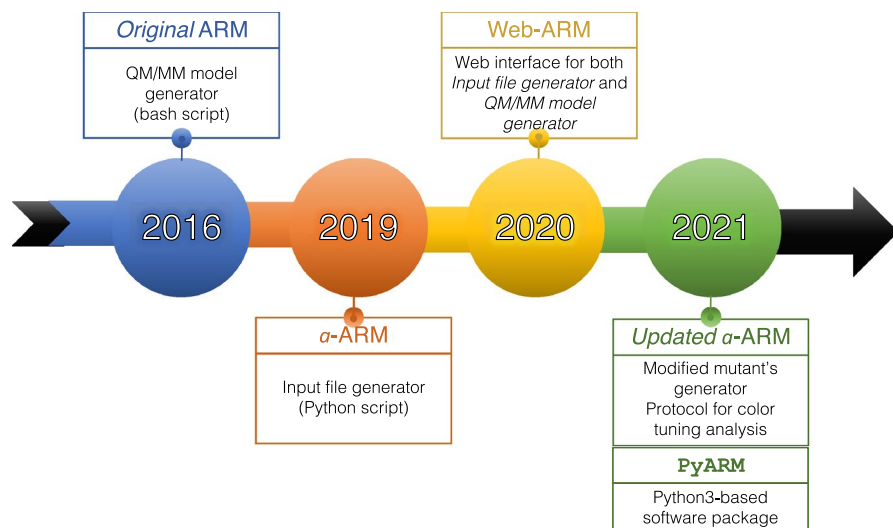 Original ARM
QM/MM model
generator
(bash script)
Web-ARM
Web interface for both
Input file generator and
QM/MM model
generator
2016
2019
2020
2021
α-ARM
Input file generator
(Python script)
Updated α-ARM
Modified mutant's
generator
Protocol for color
tuning analysis
PyARM
Python3-based
software package